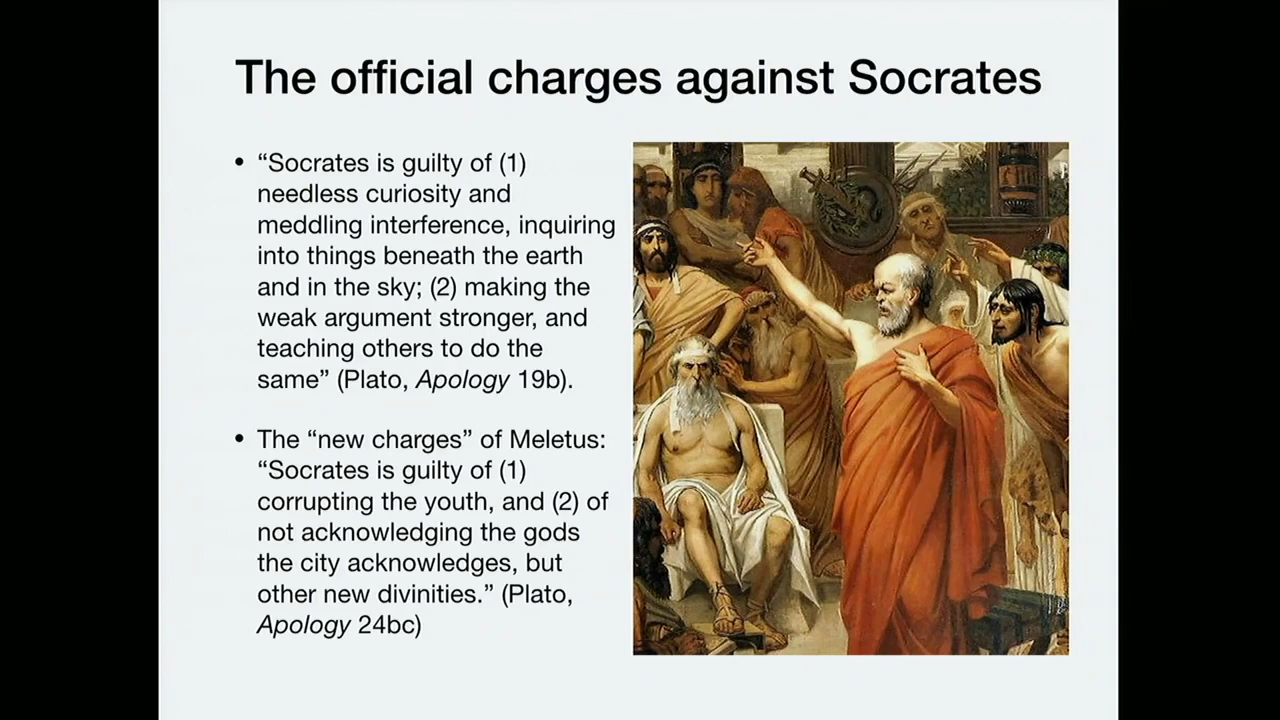 The official charges against Socrates
• “Socrates is guilty of (1)
needless curiosity and
meddling interference, inquiring
into things beneath the earth
and in the sky; (2) making the
weak argument stronger, and
teaching others to do the
same” (Plato, Apology 19b).
• The “new charges” of Meletus:
“Socrates is guilty of (1)
corrupting the youth, and (2) of
not acknowledging the gods
the city acknowledges, but
other new divinities.” (Plato,
Apology 24bc)